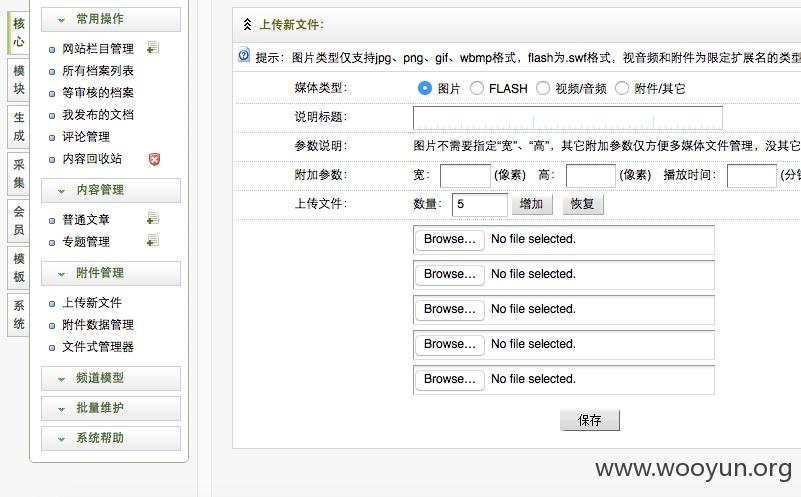 核心
模块
生成
采集
会员
模板
系统
常用操作
网站栏目管理
所有档案列表
等审核的档案
我发布的文档
评论管理
内容回收站
内容管理
普通文章
专题管理
附件管理
上传新文件
附件数据管理
文件式管理器
频道模型
批量维护
系统帮助
上传新文件：
提示：图片类型仅支持jpg、png、gif、wbmp格式，flash为.swf格式，视音频和附件为限定扩展名的类型
媒体类型： 图片 FLASH 视频/音频 附件/其它
说明标题：
参数说明： 图片不需要指定“宽”、“高”，其它附加参数仅方便多媒体文件管理，没其它
附加参数： 宽： (像素) 高： (像素) 播放时间： (分钟
上传文件： 数量： 5 增加 恢复
Browse... No file selected.
Browse... No file selected.
Browse... No file selected.
Browse... No file selected.
Browse... No file selected.
保存
www.wooyun.org